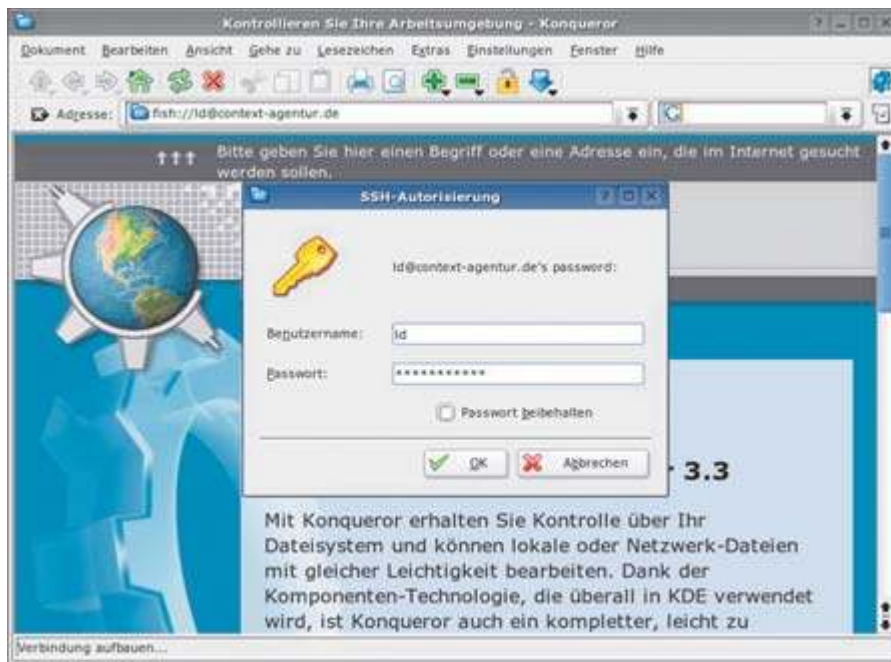 Kontrollieren Sie Ihre Arbeitsumgebung - Konqueror
Dokument Bearbeiten Ansicht Gehe zu Lesezeichen Extras Einstellungen Fenster Hilfe
Adresse: fish://ld@context-agentur.de
Bitte geben Sie hier einen Begriff oder eine Adresse ein, die im Internet gesucht
werden sollen.
SSH-Autorisierung
ld@context-agentur.de's password:
Benutzername: ld
Passwort: ***********
Passwort beibehalten
OK Abbrechen
3.3
Mit Konqueror erhalten Sie Kontrolle über Ihr
Dateisystem und können lokale oder Netzwerk-Dateien
mit gleicher Leichtigkeit bearbeiten. Dank der
Komponenten-Technologie, die überall in KDE verwendet
wird, ist Konqueror auch ein kompletter, leicht zu
Verbindung aufbauen...